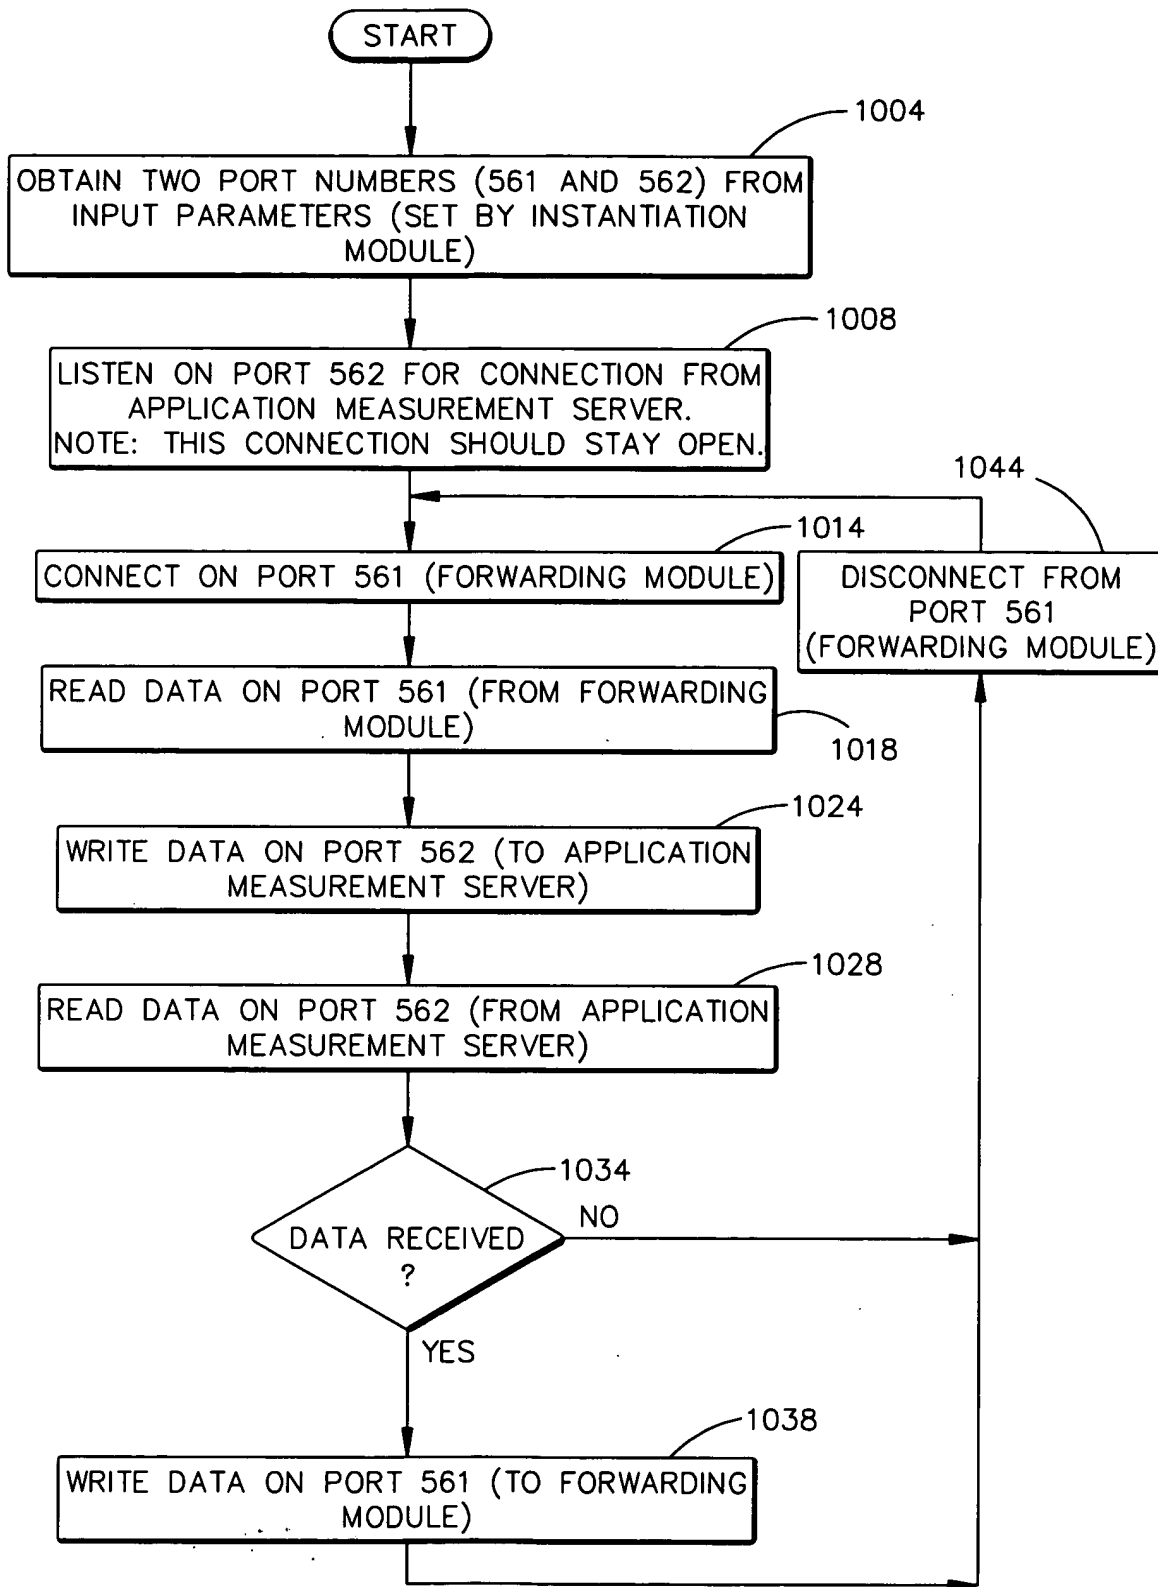 START
1004
OBTAIN TWO PORT NUMBERS (561 AND 562) FROM
INPUT PARAMETERS (SET BY INSTANTIATION
MODULE)
1008
LISTEN ON PORT 562 FOR CONNECTION FROM
APPLICATION MEASUREMENT SERVER.
NOTE: THIS CONNECTION SHOULD STAY OPEN.
1044
1014
CONNECT ON PORT 561 (FORWARDING MODULE)
DISCONNECT FROM
PORT 561
(FORWARDING MODULE)
READ DATA ON PORT 561 (FROM FORWARDING
MODULE)
1018
1024
WRITE DATA ON PORT 562 (TO APPLICATION
MEASUREMENT SERVER)
1028
READ DATA ON PORT 562 (FROM APPLICATION
MEASUREMENT SERVER)
1034
NO
DATA RECEIVED
?
YES
1038
WRITE DATA ON PORT 561 (TO FORWARDING
MODULE)